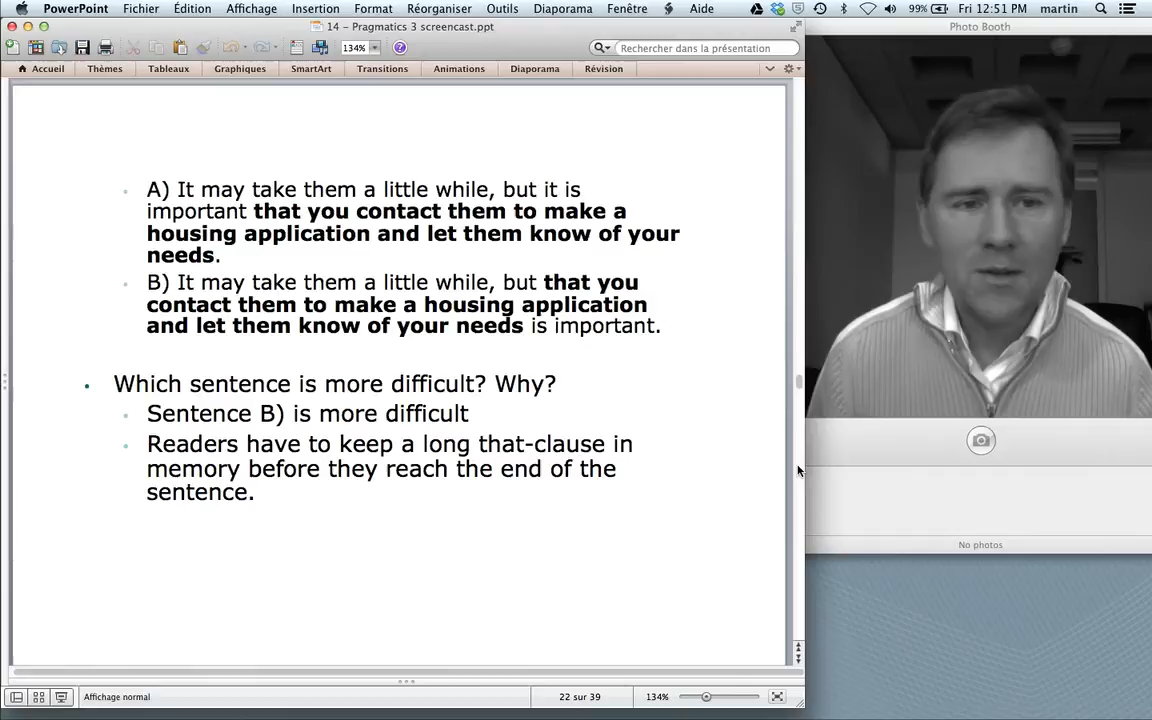 PowerPoint Fichier Édition Affichage Insertion Format Réorganiser Outils Diaporama Fenêtre Aide 99% Fri 12:51 PM martin
14 – Pragmatics 3 screencast.ppt
Photo Booth
134% Rechercher dans la présentation
Accueil Thèmes Tableaux Graphiques SmartArt Transitions Animations Diaporama Révision
A) It may take them a little while, but it is
important that you contact them to make a
housing application and let them know of your
needs.
B) It may take them a little while, but that you
contact them to make a housing application
and let them know of your needs is important.
Which sentence is more difficult? Why?
Sentence B) is more difficult
Readers have to keep a long that-clause in
memory before they reach the end of the
sentence.
No photos
Affichage normal 22 sur 39 134%